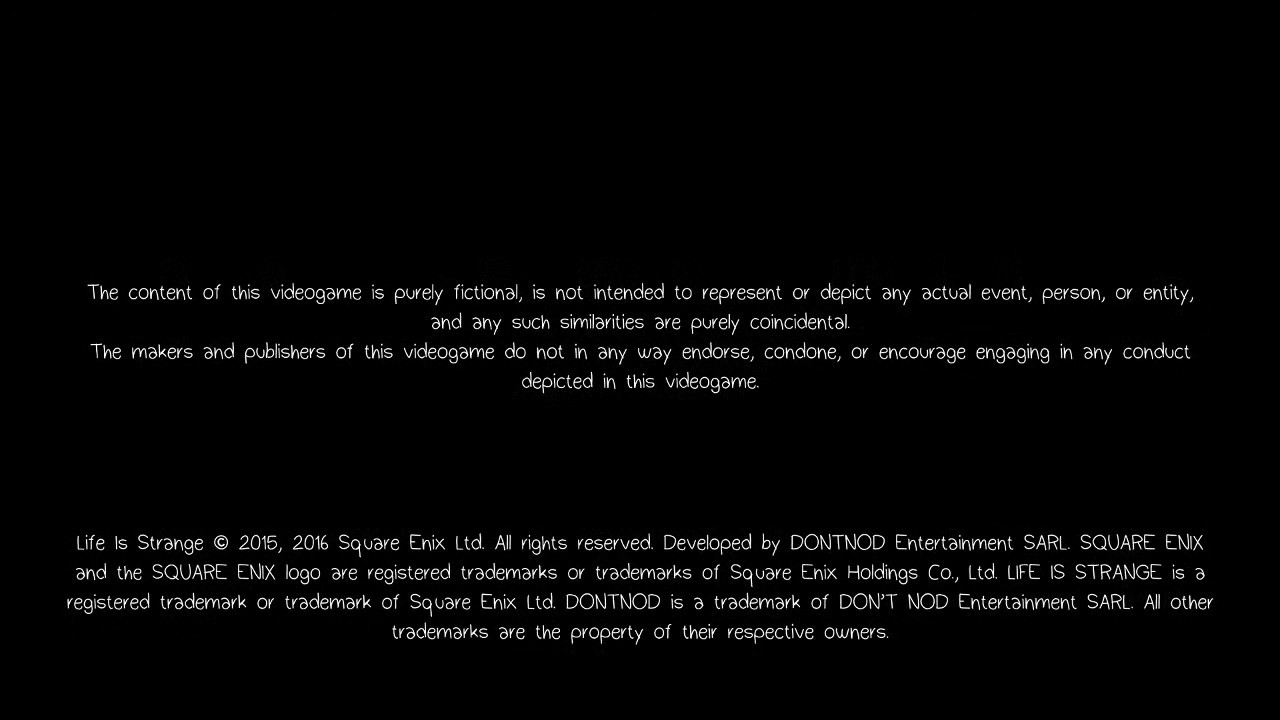 The content of this videogame is purely fictional, is not intended to represent or depict any actual event, person, or entity,
and any such similarities are purely coincidental.
The makers and publishers of this videogame do not in any way endorse, condone, or encourage engaging in any conduct
depicted in this videogame.
Life Is Strange © 2015, 2016 Square Enix Ltd. All rights reserved. Developed by DONTNOD Entertainment SARL. SQUARE ENIX
and the SQUARE ENIX logo are registered trademarks or trademarks of Square Enix Holdings Co., Ltd. LIFE IS STRANGE is a
registered trademark or trademark of Square Enix Ltd. DONTNOD is a trademark of DON'T NOD Entertainment SARL. All other
trademarks are the property of their respective owners.